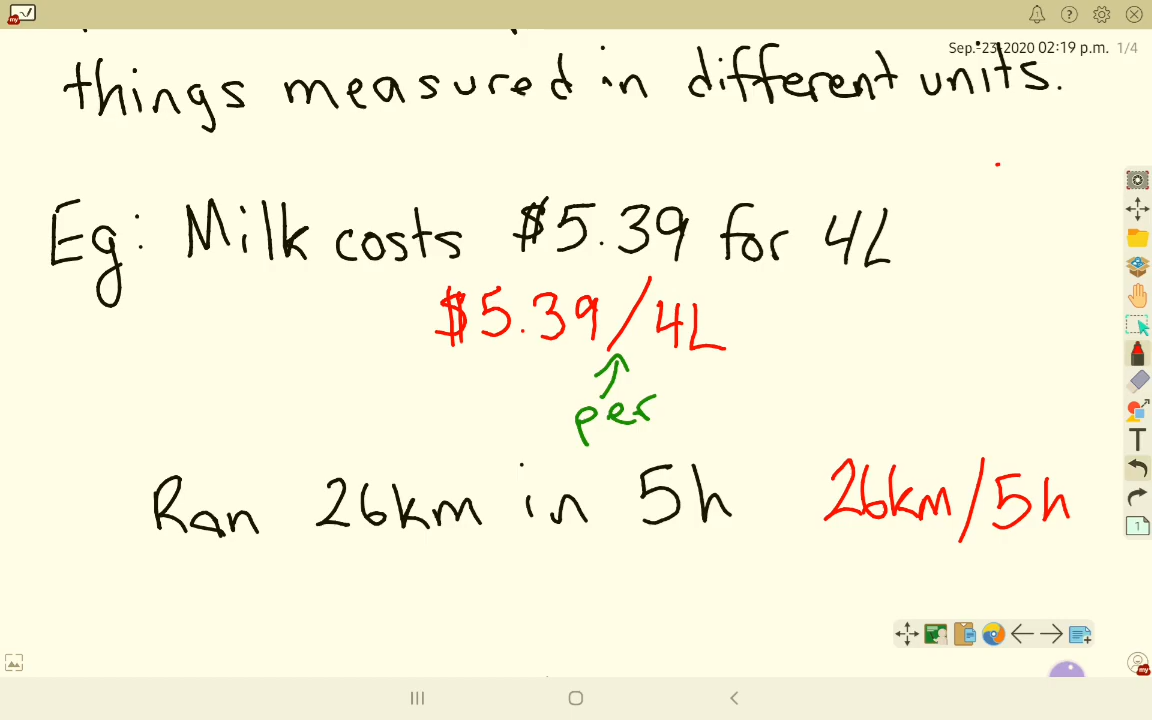 Sep.-23-2020 02:19 p.m. 1/4
things measured in different units.
Eg: Milk costs $5.39 for 4L
$5.39/4L
per
Ran 26km in 5h 26km/5h